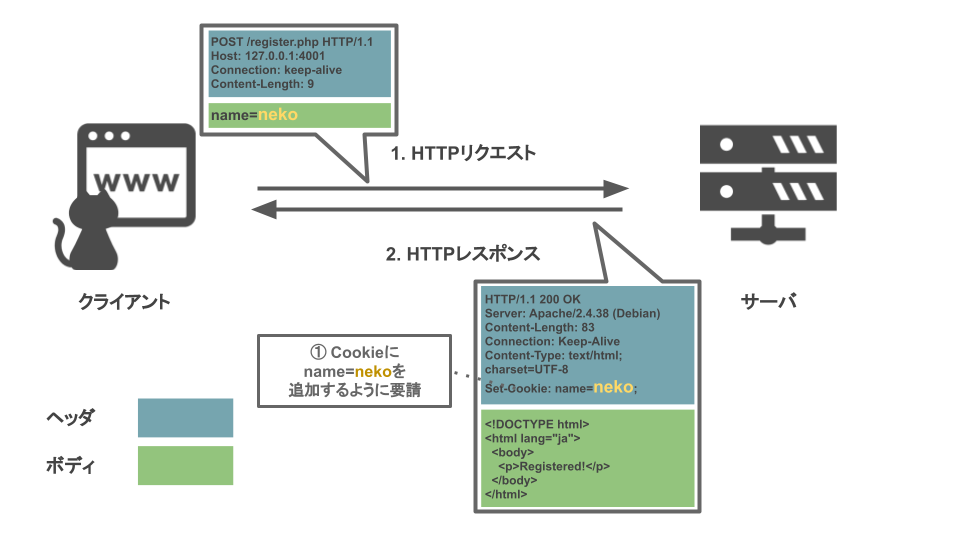 POST /register.php HTTP/1.1
Host: 127.0.0.1:4001
Connection: keep-alive
Content-Length: 9
name=neko
WWW
1. HTTPリクエスト
2. HTTPレスポンス
クライアント
サーバ
HTTP/1.1 200 OK
Server: Apache/2.4.38 (Debian)
Content-Length: 83
Connection: Keep-Alive
Content-Type: text/html;
charset=UTF-8
Set-Cookie: name=neko;
① Cookieに
name=nekoを
追加するように要請
<!DOCTYPE html>
<html lang="ja">
<body>
<p>Registered!</p>
</body>
</html>
ヘッダ
ボディ